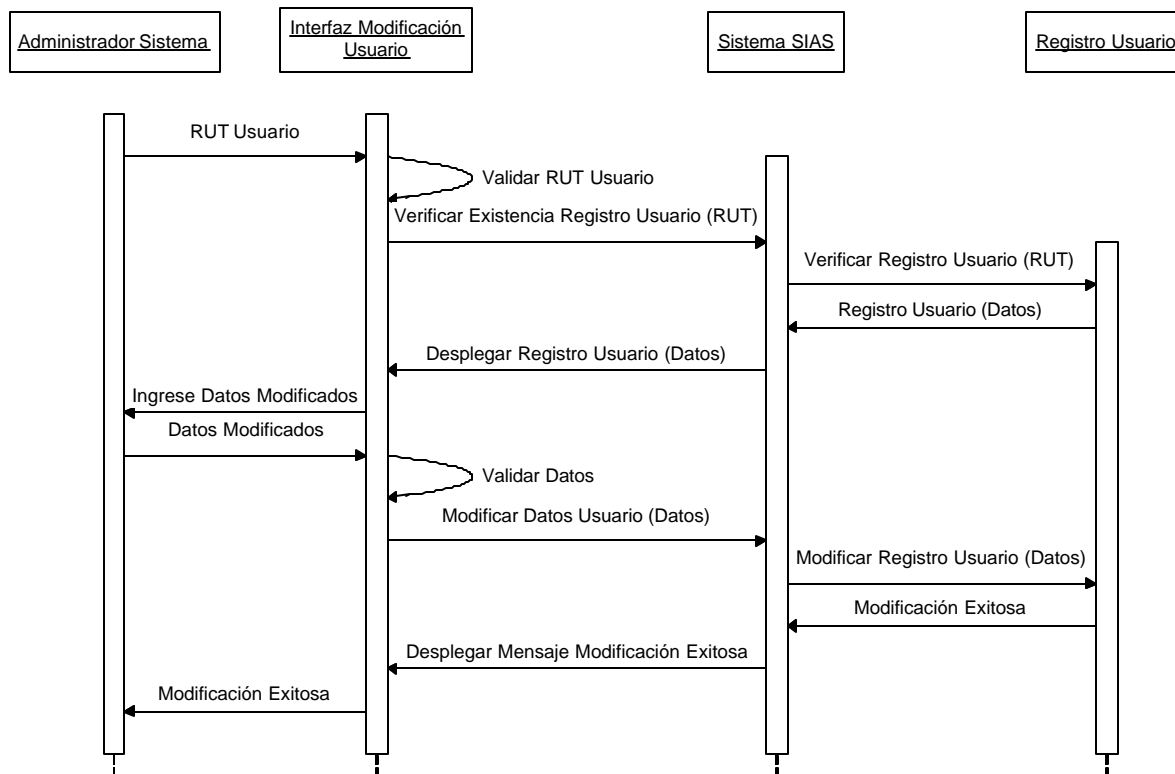 Administrador Sistema
Interfaz Modificación
Usuario
Sistema SIAS
Registro Usuario
RUT Usuario
Validar RUT Usuario
Verificar Existencia Registro Usuario (RUT)
Verificar Registro Usuario (RUT)
Registro Usuario (Datos)
Desplegar Registro Usuario (Datos)
Ingrese Datos Modificados
Datos Modificados
Validar Datos
Modificar Datos Usuario (Datos)
Modificar Registro Usuario (Datos)
Modificación Exitosa
Desplegar Mensaje Modificación Exitosa
Modificación Exitosa